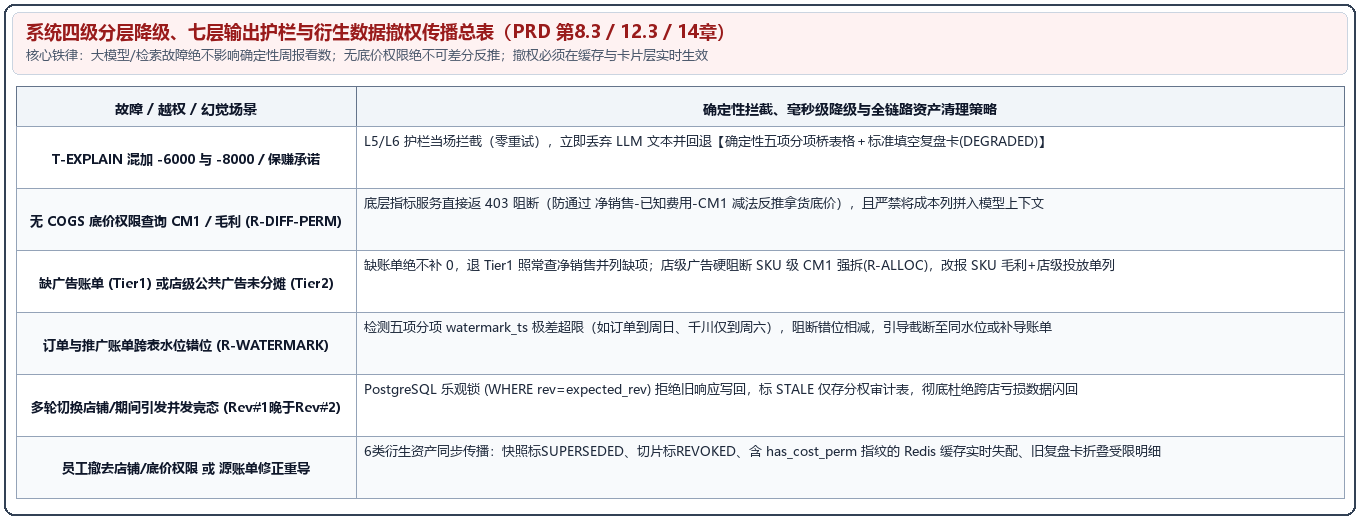 系统四级分层降级、七层输出护栏与衍生数据撤权传播总表（PRD 第8.3 / 12.3 / 14章）
核心铁律：大模型/检索故障绝不影响确定性周报看数；无底价权限绝不可差分反推；撤权必须在缓存与卡片层实时生效
故障 / 越权 / 幻觉场景
确定性拦截、毫秒级降级与全链路资产清理策略
T-EXPLAIN 混加 -6000 与 -8000 / 保赚承诺
L5/L6 护栏当场拦截（零重试），立即丢弃 LLM 文本并回退【确定性五项分项桥表格+标准填空复盘卡(DEGRADED)】
无 COGS 底价权限查询 CM1 / 毛利 (R-DIFF-PERM)
底层指标服务直接返 403 阻断（防通过 净销售-已知费用-CM1 减法反推拿货底价），且严禁将成本列拼入模型上下文
缺广告账单 (Tier1) 或店级公共广告未分摊 (Tier2)
缺账单绝不补 0，退 Tier1 照常查净销售并列缺项；店级广告硬阻断 SKU 级 CM1 强拆(R-ALLOC)，改报 SKU 毛利+店级投放单列
订单与推广账单跨表水位错位 (R-WATERMARK)
检测五项分项 watermark_ts 极差超限（如订单到周日、千川仅到周六），阻断错位相减，引导截断至同水位或补导账单
多轮切换店铺/期间引发并发竞态 (Rev#1晚于Rev#2)
PostgreSQL 乐观锁 (WHERE rev=expected_rev) 拒绝旧响应写回，标 STALE 仅存分权审计表，彻底杜绝跨店亏损数据闪回
员工撤去店铺/底价权限 或 源账单修正重导
6类衍生资产同步传播：快照标SUPERSEDED、切片标REVOKED、含 has_cost_perm 指纹的 Redis 缓存实时失配、旧复盘卡折叠受限明细